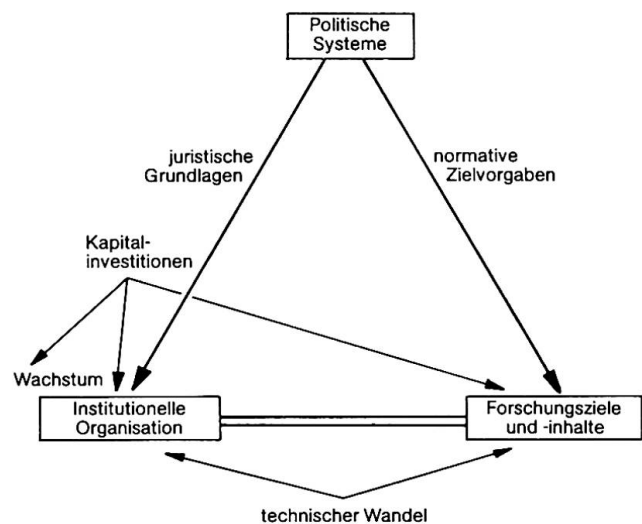 Politische
Systeme
juristische
Grundlagen
normative
Zielvorgaben
Kapital-
investitionen
Wachstum
Institutionelle
Organisation
Forschungsziele
und -inhalte
technischer Wandel